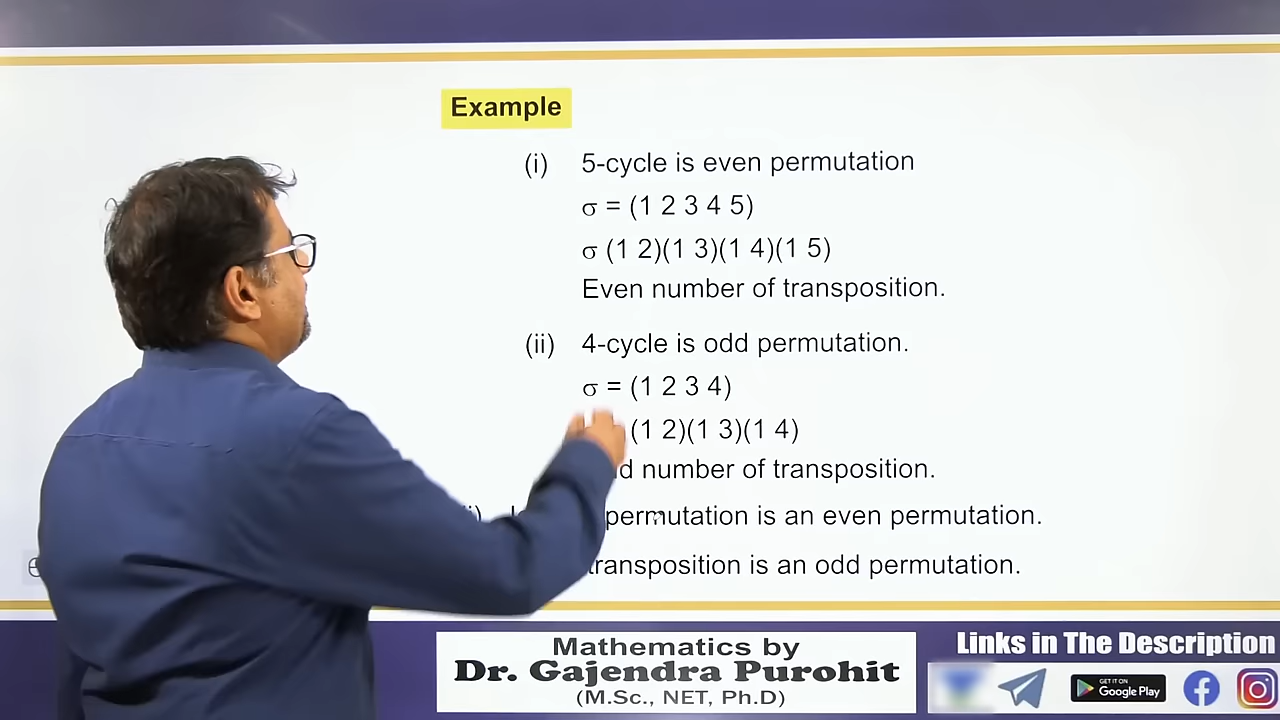 Example
(i) 5-cycle is even permutation
σ = (1 2 3 4 5)
σ (1 2)(1 3)(1 4)(1 5)
Even number of transposition.
(ii) 4-cycle is odd permutation.
σ = (1 2 3 4)
(1 2)(1 3)(1 4)
number of transposition.
permutation is an even permutation.
transposition is an odd permutation.
Mathematics by
Dr. Gajendra Purohit
(M.Sc., NET, Ph.D)
Links in The Description
GET IT ON
Google Play